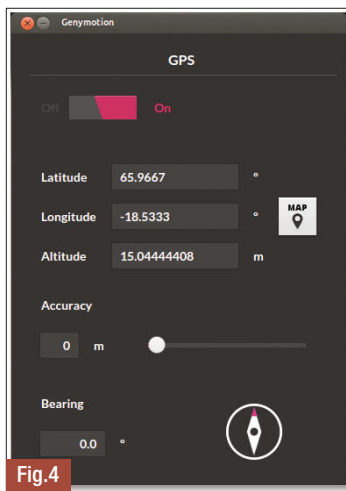 Genymotion
GPS
Off On
Latitude 65.9667 °
Longitude -18.5333 °
MAP
Altitude 15.04444408 m
Accuracy
0 m
Bearing
0.0 °
Fig.4